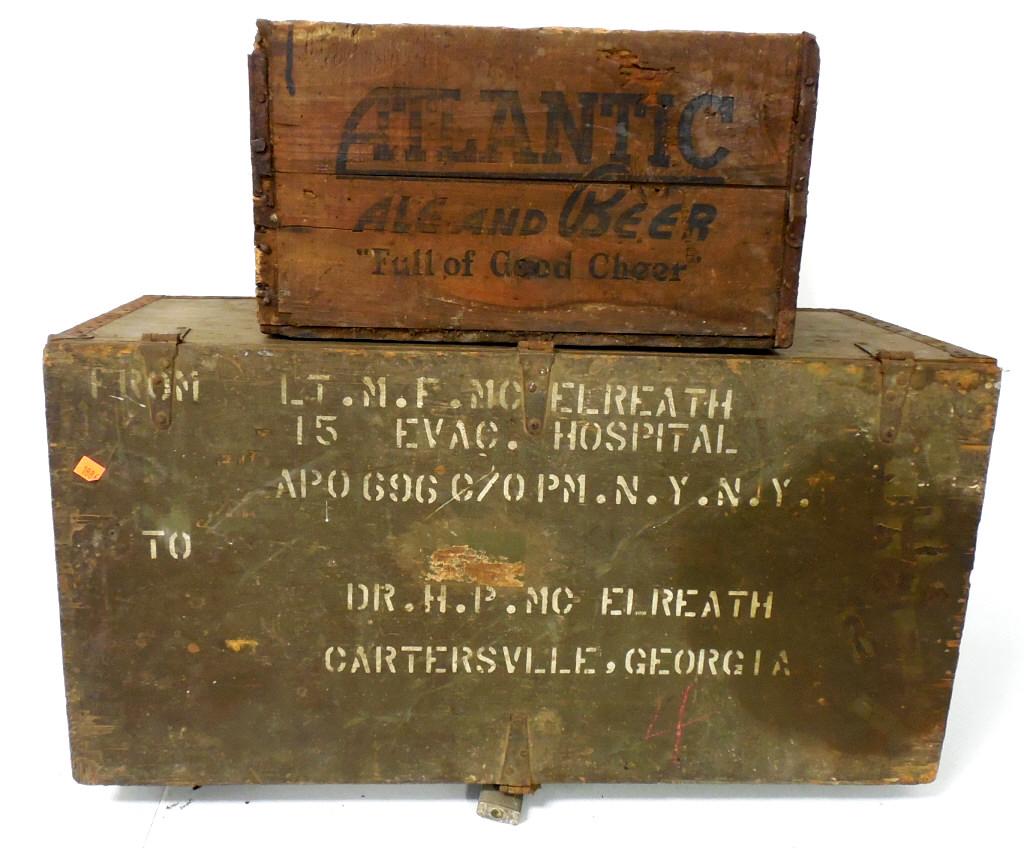 ATLANTIC
ALE AND BEER
"Full of Good Cheer"
FROM LT. M. F. MC ELREATH
15 EVAC. HOSPITAL
APO 696 C/O PM. N. Y. N. Y.
TO
DR. H. P. MC ELREATH
CARTERSVLLE, GEORGIA
4